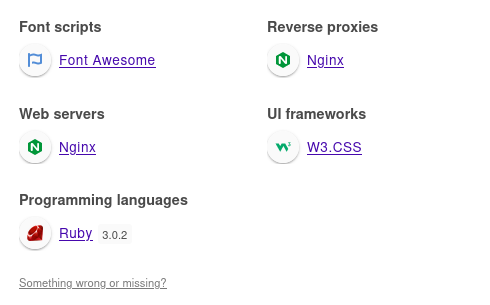 Font scripts
Font Awesome
Reverse proxies
Nginx
Web servers
Nginx
UI frameworks
W3.CSS
Programming languages
Ruby 3.0.2
Something wrong or missing?